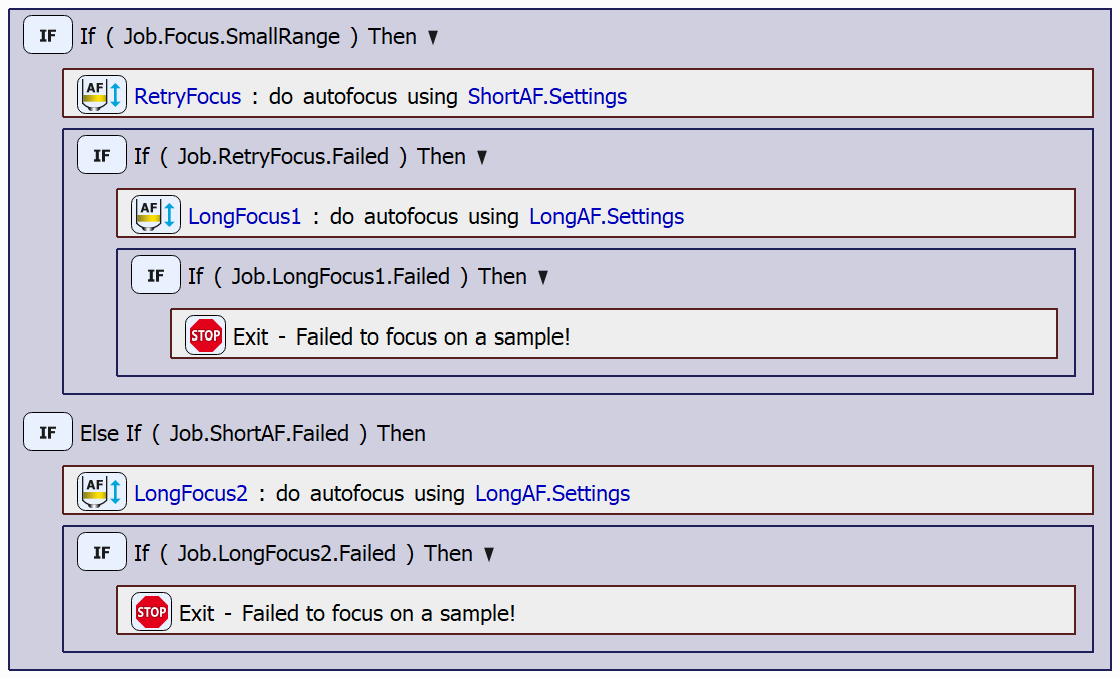 IF If ( Job.Focus.SmallRange ) Then ▼
AF RetryFocus : do autofocus using ShortAF.Settings
IF If ( Job.RetryFocus.Failed ) Then ▼
AF LongFocus1 : do autofocus using LongAF.Settings
IF If ( Job.LongFocus1.Failed ) Then ▼
STOP Exit - Failed to focus on a sample!
IF Else If ( Job.ShortAF.Failed ) Then
AF LongFocus2 : do autofocus using LongAF.Settings
IF If ( Job.LongFocus2.Failed ) Then ▼
STOP Exit - Failed to focus on a sample!